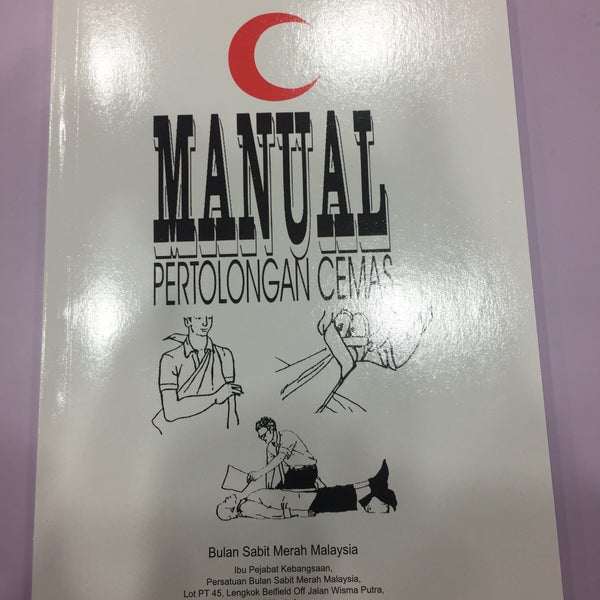 MANUAL
PERTOLONGAN CEMAS
Bulan Sabit Merah Malaysia
Ibu Pejabat Kebangsaan,
Persatuan Bulan Sabit Merah Malaysia,
Lot PT 45, Lengkok Belfield Off Jalan Wisma Putra,